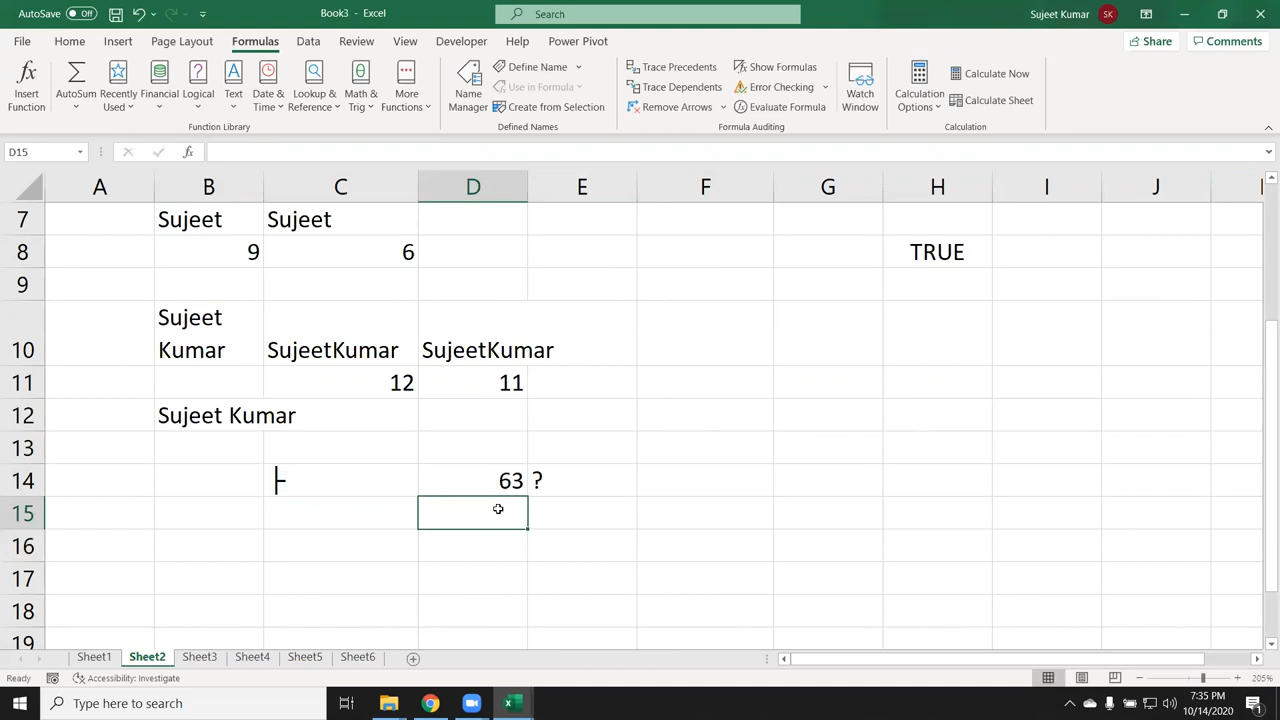 AutoSave Off Book3 - Excel Search Sujeet Kumar SK
File Home Insert Page Layout Formulas Data Review View Developer Help Power Pivot Share Comments
fx Insert Function
Σ AutoSum
Recently Used
Financial
Logical
A Text
Date & Time
Lookup & Reference
θ Math & Trig
More Functions
Function Library
Name Manager
Define Name
Use in Formula
Create from Selection
Defined Names
Trace Precedents
Trace Dependents
Remove Arrows
Show Formulas
Error Checking
Evaluate Formula
Watch Window
Formula Auditing
Calculation Options
Calculate Now
Calculate Sheet
Calculation
D15 fx
A B C D E F G H I J
7 Sujeet Sujeet
8 9 6 TRUE
9
Sujeet
10 Kumar SujeetKumar SujeetKumar
11 12 11
12 Sujeet Kumar
13
14 63 ?
15
16
17
18
19
Sheet1 Sheet2 Sheet3 Sheet4 Sheet5 Sheet6
Ready Accessibility: Investigate 205%
Type here to search 7:35 PM
10/14/2020